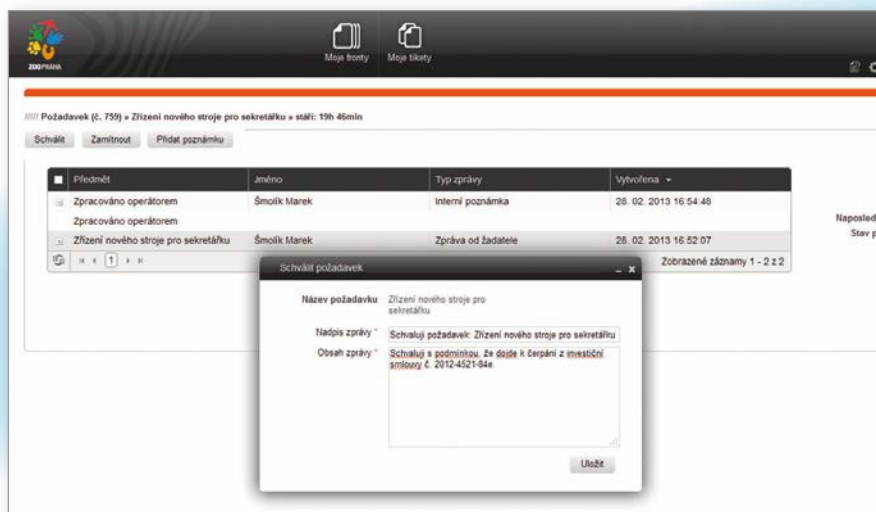 ZOO PRAHA
Moje fronty
Moje tikety
///// Požadavek (č. 759) » Zřízení nového stroje pro sekretářku » stáří: 19h 46min
Schválit
Zamítnout
Přidat poznámku
Předmět Jméno Typ zprávy Vytvořena
Zpracováno operátorem Šmolík Marek Interní poznámka 28. 02. 2013 16:54:48
Zpracováno operátorem
Zřízení nového stroje pro sekretářku Šmolík Marek Zpráva od žadatele 28. 02. 2013 16:52:07
1
Zobrazené záznamy 1 - 2 z 2
Naposled
Stav p
Schválit požadavek
Název požadavku Zřízení nového stroje pro
sekretářku
Nadpis zprávy * Schvaluji požadavek: Zřízení nového stroje pro sekretářku
Obsah zprávy * Schvaluji s podmínkou, že dojde k čerpání z investiční
smlouvy č. 2012-4521-84e.
Uložit